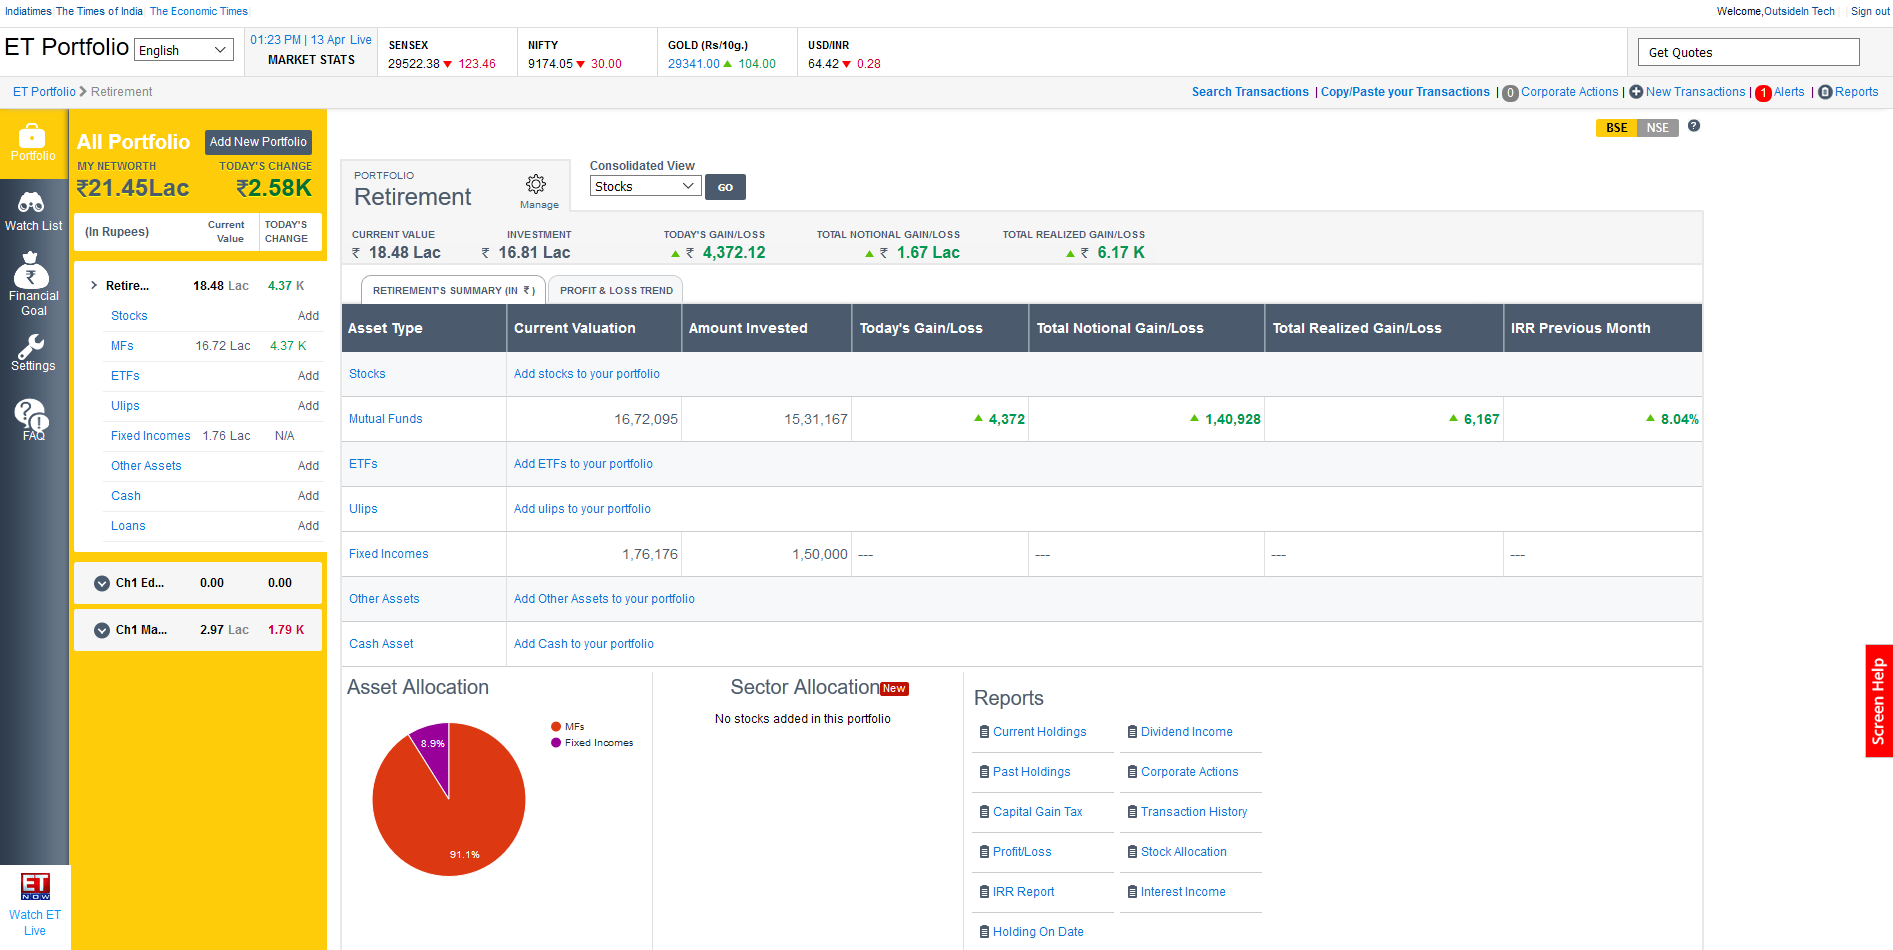 Indiatimes The Times of India The Economic Times
Welcome,OutsideIn Tech Sign out
ET Portfolio English
01:23 PM | 13 Apr Live
MARKET STATS
SENSEX
29522.38 ▼ 123.46
NIFTY
9174.05 ▼ 30.00
GOLD (Rs/10g.)
29341.00 ▲ 104.00
USD/INR
64.42 ▼ 0.28
Get Quotes
ET Portfolio > Retirement
Search Transactions | Copy/Paste your Transactions | 0 Corporate Actions | New Transactions | 1 Alerts | Reports
Portfolio
Watch List
₹
Financial
Goal
Settings
FAQ
ET
NOW
Watch ET
Live
All Portfolio Add New Portfolio
MY NETWORTH TODAY'S CHANGE
₹21.45Lac ₹2.58K
(In Rupees) Current Value TODAY'S CHANGE
Retire... 18.48 Lac 4.37 K
Stocks Add
MFs 16.72 Lac 4.37 K
ETFs Add
Ulips Add
Fixed Incomes 1.76 Lac N/A
Other Assets Add
Cash Add
Loans Add
Ch1 Ed... 0.00 0.00
Ch1 Ma... 2.97 Lac 1.79 K
BSE NSE ?
PORTFOLIO
Retirement
Manage
Consolidated View
Stocks GO
CURRENT VALUE INVESTMENT TODAY'S GAIN/LOSS TOTAL NOTIONAL GAIN/LOSS TOTAL REALIZED GAIN/LOSS
₹ 18.48 Lac ₹ 16.81 Lac ▲ ₹ 4,372.12 ▲ ₹ 1.67 Lac ▲ ₹ 6.17 K
RETIREMENT'S SUMMARY (IN ₹ ) PROFIT & LOSS TREND
Asset Type Current Valuation Amount Invested Today's Gain/Loss Total Notional Gain/Loss Total Realized Gain/Loss IRR Previous Month
Stocks Add stocks to your portfolio
Mutual Funds 16,72,095 15,31,167 ▲ 4,372 ▲ 1,40,928 ▲ 6,167 ▲ 8.04%
ETFs Add ETFs to your portfolio
Ulips Add ulips to your portfolio
Fixed Incomes 1,76,176 1,50,000 --- --- --- ---
Other Assets Add Other Assets to your portfolio
Cash Asset Add Cash to your portfolio
Asset Allocation
MFs
Fixed Incomes
8.9%
91.1%
Sector Allocation New
No stocks added in this portfolio
Reports
Current Holdings Dividend Income
Past Holdings Corporate Actions
Capital Gain Tax Transaction History
Profit/Loss Stock Allocation
IRR Report Interest Income
Holding On Date
Screen Help